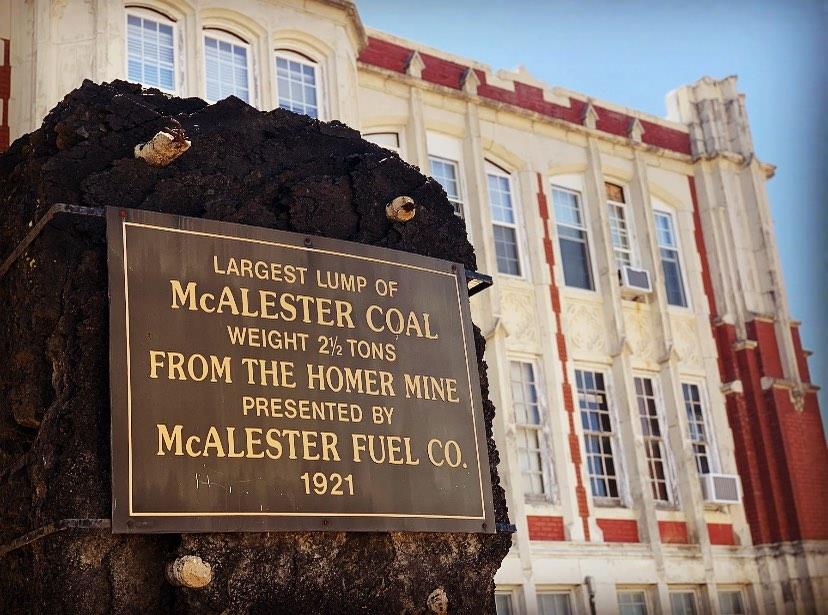 LARGEST LUMP OF
McALESTER COAL
WEIGHT 2½ TONS
FROM THE HOMER MINE
PRESENTED BY
McALESTER FUEL CO.
1921